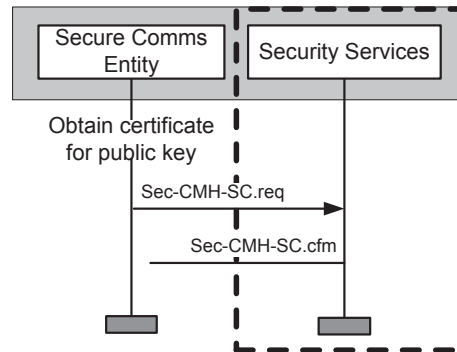 Secure Comms
Entity
Security Services
Obtain certificate
for public key
Sec-CMH-SC.req
Sec-CMH-SC.cfm